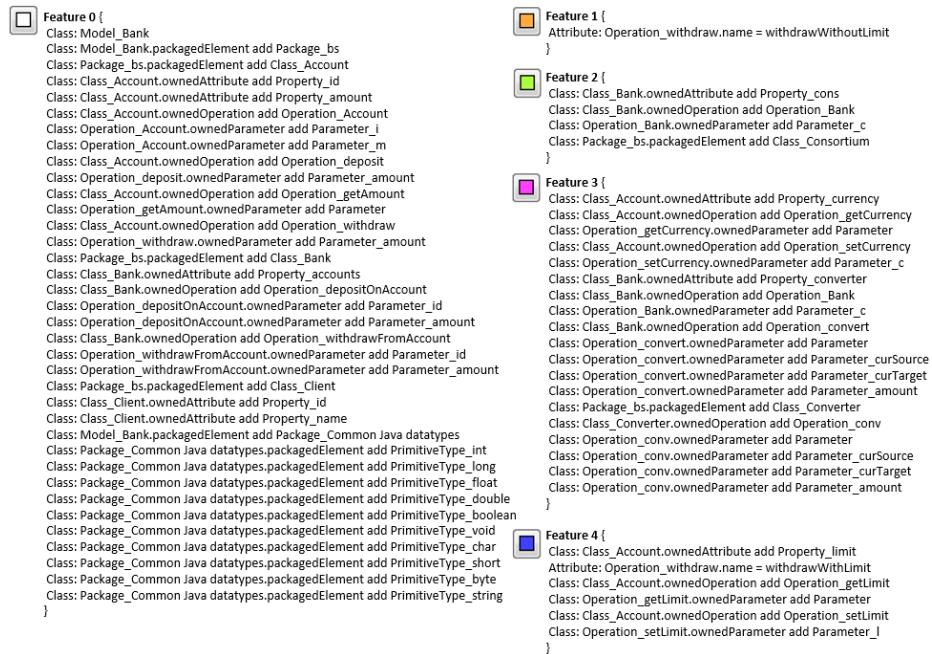 Feature 0 {
Class: Model_Bank
Class: Model_Bank.packagedElement add Package_bs
Class: Package_bs.packagedElement add Class_Account
Class: Class_Account.ownedAttribute add Property_id
Class: Class_Account.ownedAttribute add Property_amount
Class: Class_Account.ownedOperation add Operation_Account
Class: Operation_Account.ownedParameter add Parameter_i
Class: Operation_Account.ownedParameter add Parameter_m
Class: Class_Account.ownedOperation add Operation_deposit
Class: Operation_deposit.ownedParameter add Parameter_amount
Class: Class_Account.ownedOperation add Operation_getAmount
Class: Operation_getAmount.ownedParameter add Parameter
Class: Class_Account.ownedOperation add Operation_withdraw
Class: Operation_withdraw.ownedParameter add Parameter_amount
Class: Package_bs.packagedElement add Class_Bank
Class: Class_Bank.ownedAttribute add Property_accounts
Class: Class_Bank.ownedOperation add Operation_depositOnAccount
Class: Operation_depositOnAccount.ownedParameter add Parameter_id
Class: Operation_depositOnAccount.ownedParameter add Parameter_amount
Class: Class_Bank.ownedOperation add Operation_withdrawFromAccount
Class: Operation_withdrawFromAccount.ownedParameter add Parameter_id
Class: Operation_withdrawFromAccount.ownedParameter add Parameter_amount
Class: Package_bs.packagedElement add Class_Client
Class: Class_Client.ownedAttribute add Property_id
Class: Class_Client.ownedAttribute add Property_name
Class: Model_Bank.packagedElement add Package_Common Java datatypes
Class: Package_Common Java datatypes.packagedElement add PrimitiveType_int
Class: Package_Common Java datatypes.packagedElement add PrimitiveType_long
Class: Package_Common Java datatypes.packagedElement add PrimitiveType_float
Class: Package_Common Java datatypes.packagedElement add PrimitiveType_double
Class: Package_Common Java datatypes.packagedElement add PrimitiveType_boolean
Class: Package_Common Java datatypes.packagedElement add PrimitiveType_void
Class: Package_Common Java datatypes.packagedElement add PrimitiveType_char
Class: Package_Common Java datatypes.packagedElement add PrimitiveType_short
Class: Package_Common Java datatypes.packagedElement add PrimitiveType_byte
Class: Package_Common Java datatypes.packagedElement add PrimitiveType_string
}
Feature 1 {
Attribute: Operation_withdraw.name = withdrawWithoutLimit
}
Feature 2 {
Class: Class_Bank.ownedAttribute add Property_cons
Class: Class_Bank.ownedOperation add Operation_Bank
Class: Operation_Bank.ownedParameter add Parameter_c
Class: Package_bs.packagedElement add Class_Consortium
}
Feature 3 {
Class: Class_Account.ownedAttribute add Property_currency
Class: Class_Account.ownedOperation add Operation_getCurrency
Class: Operation_getCurrency.ownedParameter add Parameter
Class: Class_Account.ownedOperation add Operation_setCurrency
Class: Operation_setCurrency.ownedParameter add Parameter_c
Class: Class_Bank.ownedAttribute add Property_converter
Class: Class_Bank.ownedOperation add Operation_Bank
Class: Operation_Bank.ownedParameter add Parameter_c
Class: Class_Bank.ownedOperation add Operation_convert
Class: Operation_convert.ownedParameter add Parameter
Class: Operation_convert.ownedParameter add Parameter_curSource
Class: Operation_convert.ownedParameter add Parameter_curTarget
Class: Operation_convert.ownedParameter add Parameter_amount
Class: Package_bs.packagedElement add Class_Converter
Class: Class_Converter.ownedOperation add Operation_conv
Class: Operation_conv.ownedParameter add Parameter
Class: Operation_conv.ownedParameter add Parameter_curSource
Class: Operation_conv.ownedParameter add Parameter_curTarget
Class: Operation_conv.ownedParameter add Parameter_amount
}
Feature 4 {
Class: Class_Account.ownedAttribute add Property_limit
Attribute: Operation_withdraw.name = withdrawWithLimit
Class: Class_Account.ownedOperation add Operation_getLimit
Class: Operation_getLimit.ownedParameter add Parameter
Class: Class_Account.ownedOperation add Operation_setLimit
Class: Operation_setLimit.ownedParameter add Parameter_l
}